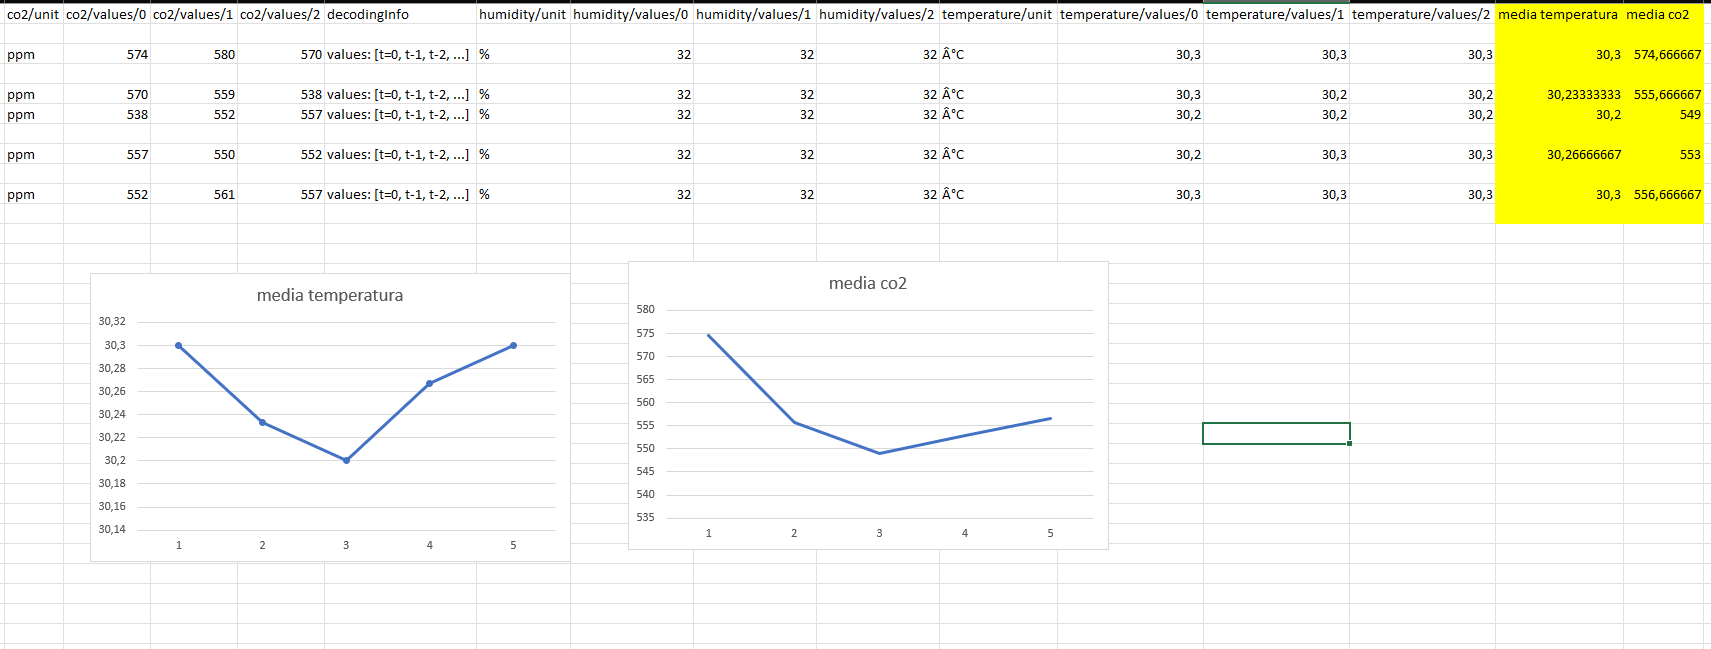 co2/unit co2/values/0 co2/values/1 co2/values/2 decodingInfo humidity/unit humidity/values/0 humidity/values/1 humidity/values/2 temperature/unit temperature/values/0 temperature/values/1 temperature/values/2 media temperatura media co2
ppm 574 580 570 values: [t=0, t-1, t-2, ...] % 32 32 32 Â°C 30,3 30,3 30,3 30,3 574,666667
ppm 570 559 538 values: [t=0, t-1, t-2, ...] % 32 32 32 Â°C 30,3 30,2 30,2 30,23333333 555,666667
ppm 538 552 557 values: [t=0, t-1, t-2, ...] % 32 32 32 Â°C 30,2 30,2 30,2 30,2 549
ppm 557 550 552 values: [t=0, t-1, t-2, ...] % 32 32 32 Â°C 30,2 30,3 30,3 30,26666667 553
ppm 552 561 557 values: [t=0, t-1, t-2, ...] % 32 32 32 Â°C 30,3 30,3 30,3 30,3 556,666667
media temperatura
30,32
30,3
30,28
30,26
30,24
30,22
30,2
30,18
30,16
30,14
1 2 3 4 5
media co2
580
575
570
565
560
555
550
545
540
535
1 2 3 4 5